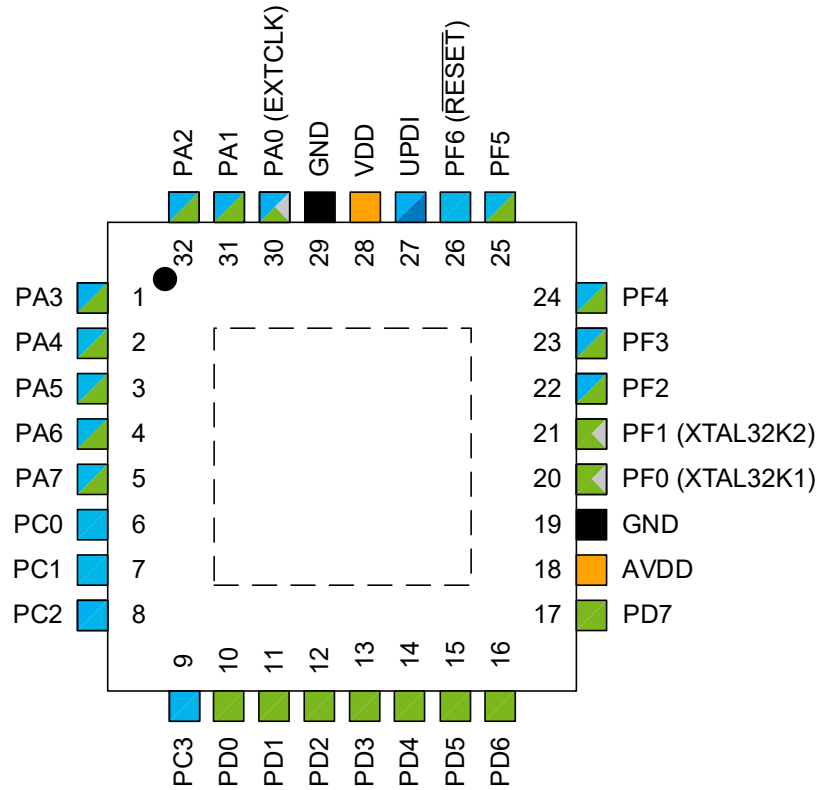 PA2
PA1
PA0 (EXTCLK)
GND
VDD
UPDI
PF6 (RESET)
PF5
32
31
30
29
28
27
26
25
PA3 1
PA4 2
PA5 3
PA6 4
PA7 5
PC0 6
PC1 7
PC2 8
24 PF4
23 PF3
22 PF2
21 PF1 (XTAL32K2)
20 PF0 (XTAL32K1)
19 GND
18 AVDD
17 PD7
9
10
11
12
13
14
15
16
PC3
PD0
PD1
PD2
PD3
PD4
PD5
PD6